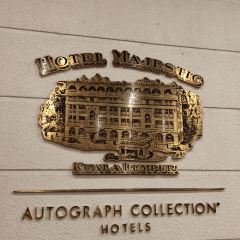 HOTEL MAJESTIC
KUALA LUMPUR
AUTOGRAPH COLLECTION®
HOTELS